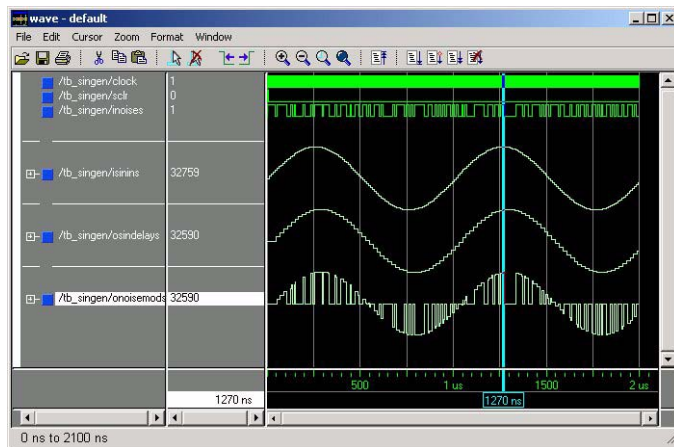 wave - default
File Edit Cursor Zoom Format Window
/tb_singen/clock 1
/tb_singen/sclr 0
/tb_singen/inoises 1
/tb_singen/isinins 32759
/tb_singen/osindelays 32590
/tb_singen/onoisemods 32590
500 1 us 1500 2 us
1270 ns 1270 ns
0 ns to 2100 ns